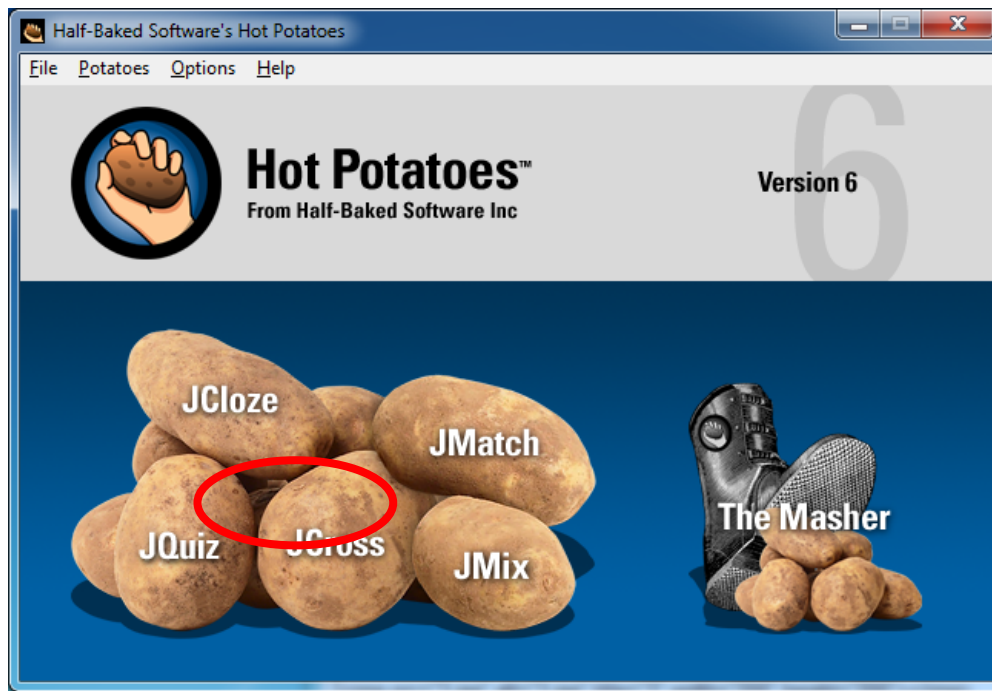 Half-Baked Software's Hot Potatoes
File Potatoes Options Help
6
Hot Potatoes™
From Half-Baked Software Inc
Version 6
JCloze
JMatch
JQuiz
JCross
JMix
The Masher